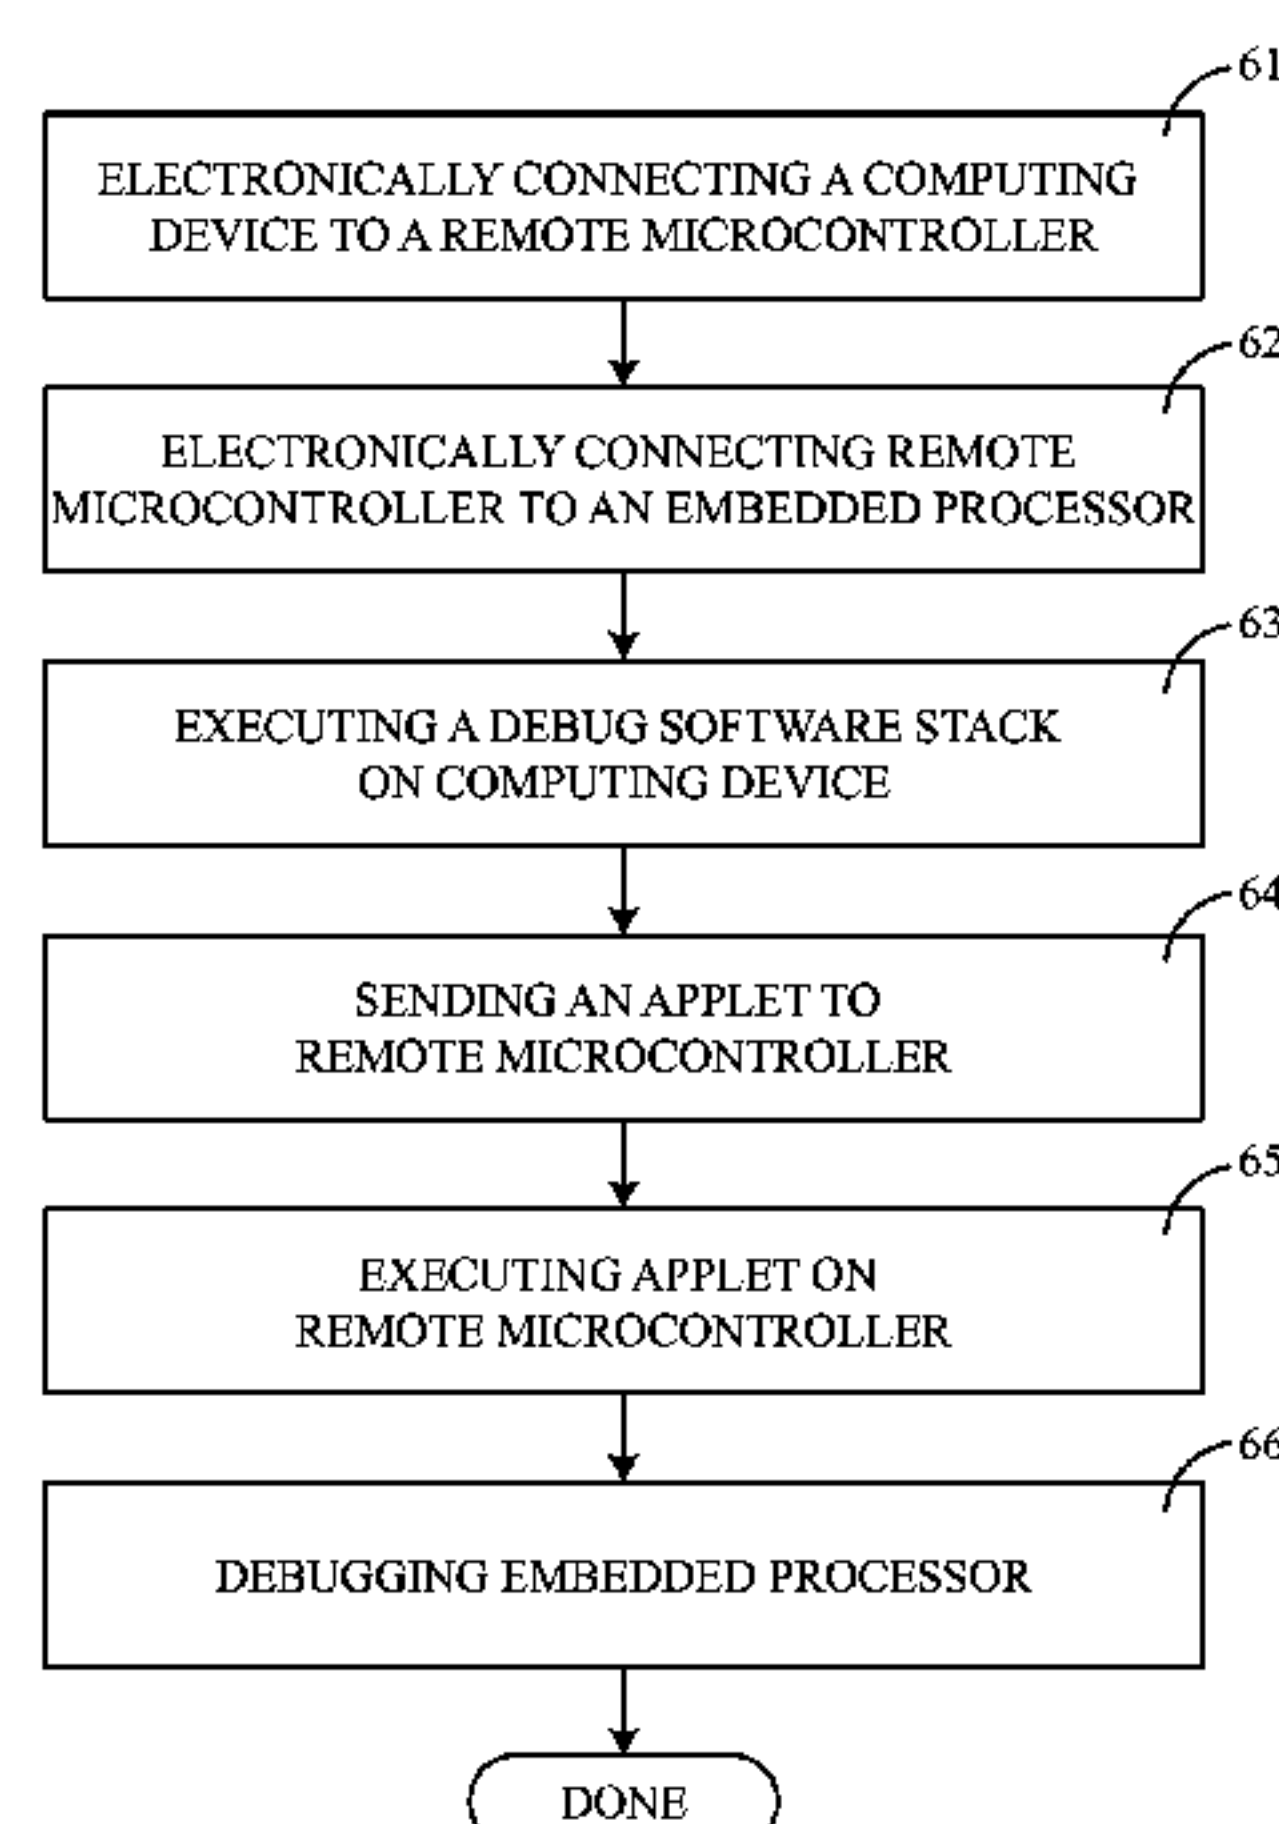 61
ELECTRONICALLY CONNECTING A COMPUTING
DEVICE TO A REMOTE MICROCONTROLLER
62
ELECTRONICALLY CONNECTING REMOTE
MICROCONTROLLER TO AN EMBEDDED PROCESSOR
63
EXECUTING A DEBUG SOFTWARE STACK
ON COMPUTING DEVICE
64
SENDING AN APPLET TO
REMOTE MICROCONTROLLER
65
EXECUTING APPLET ON
REMOTE MICROCONTROLLER
66
DEBUGGING EMBEDDED PROCESSOR
DONE